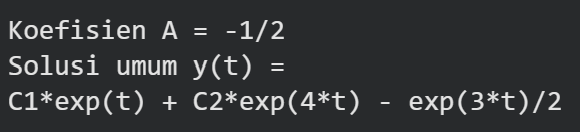 Koefisien A = -1/2
Solusi umum y(t) =
C1*exp(t) + C2*exp(4*t) - exp(3*t)/2